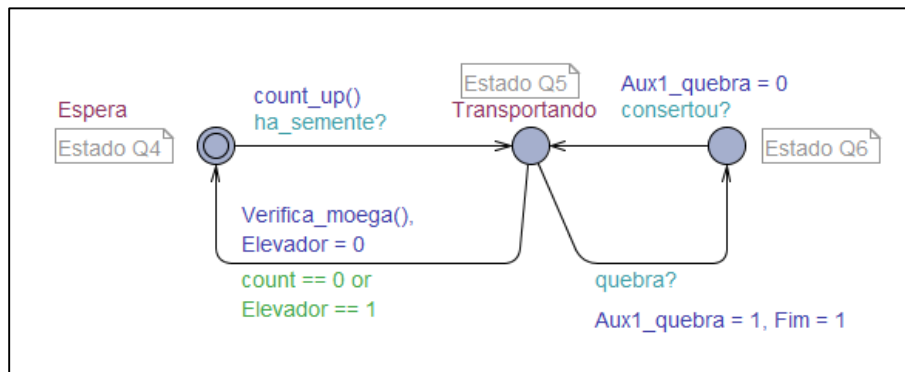 Espera
Estado Q4
count_up()
ha_semente?
Estado Q5
Transportando
Aux1_quebra = 0
consertou?
Estado Q6
Verifica_moega(),
Elevador = 0
count == 0 or
Elevador == 1
quebra?
Aux1_quebra = 1, Fim = 1